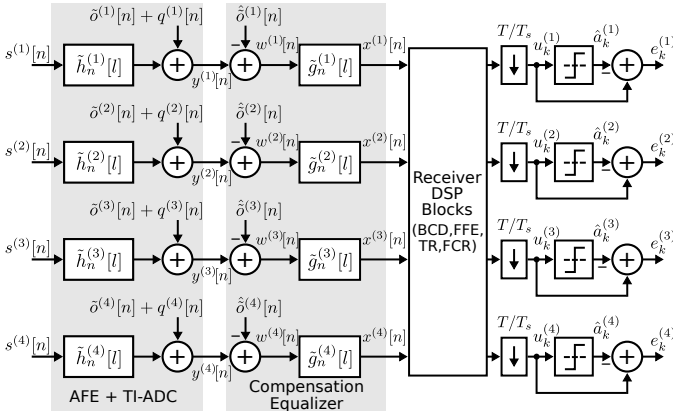 õ^(1)[n] + q^(1)[n]
\hat{õ}^(1)[n]
s^(1)[n]
h̃_n^(1)[l]
+
y^(1)[n]
−
+
w^(1)[n]
g̃_n^(1)[l]
x^(1)[n]
T/T_s
↓
u_k^(1)
â_k^(1)
−
+
e_k^(1)
õ^(2)[n] + q^(2)[n]
\hat{õ}^(2)[n]
s^(2)[n]
h̃_n^(2)[l]
+
y^(2)[n]
−
+
w^(2)[n]
g̃_n^(2)[l]
x^(2)[n]
T/T_s
↓
u_k^(2)
â_k^(2)
−
+
e_k^(2)
Receiver
DSP
Blocks
(BCD,FFE,
TR,FCR)
õ^(3)[n] + q^(3)[n]
\hat{õ}^(3)[n]
s^(3)[n]
h̃_n^(3)[l]
+
y^(3)[n]
−
+
w^(3)[n]
g̃_n^(3)[l]
x^(3)[n]
T/T_s
↓
u_k^(3)
â_k^(3)
−
+
e_k^(3)
õ^(4)[n] + q^(4)[n]
\hat{õ}^(4)[n]
s^(4)[n]
h̃_n^(4)[l]
+
y^(4)[n]
−
+
w^(4)[n]
g̃_n^(4)[l]
x^(4)[n]
T/T_s
↓
u_k^(4)
â_k^(4)
−
+
e_k^(4)
AFE + TI-ADC
Compensation
Equalizer